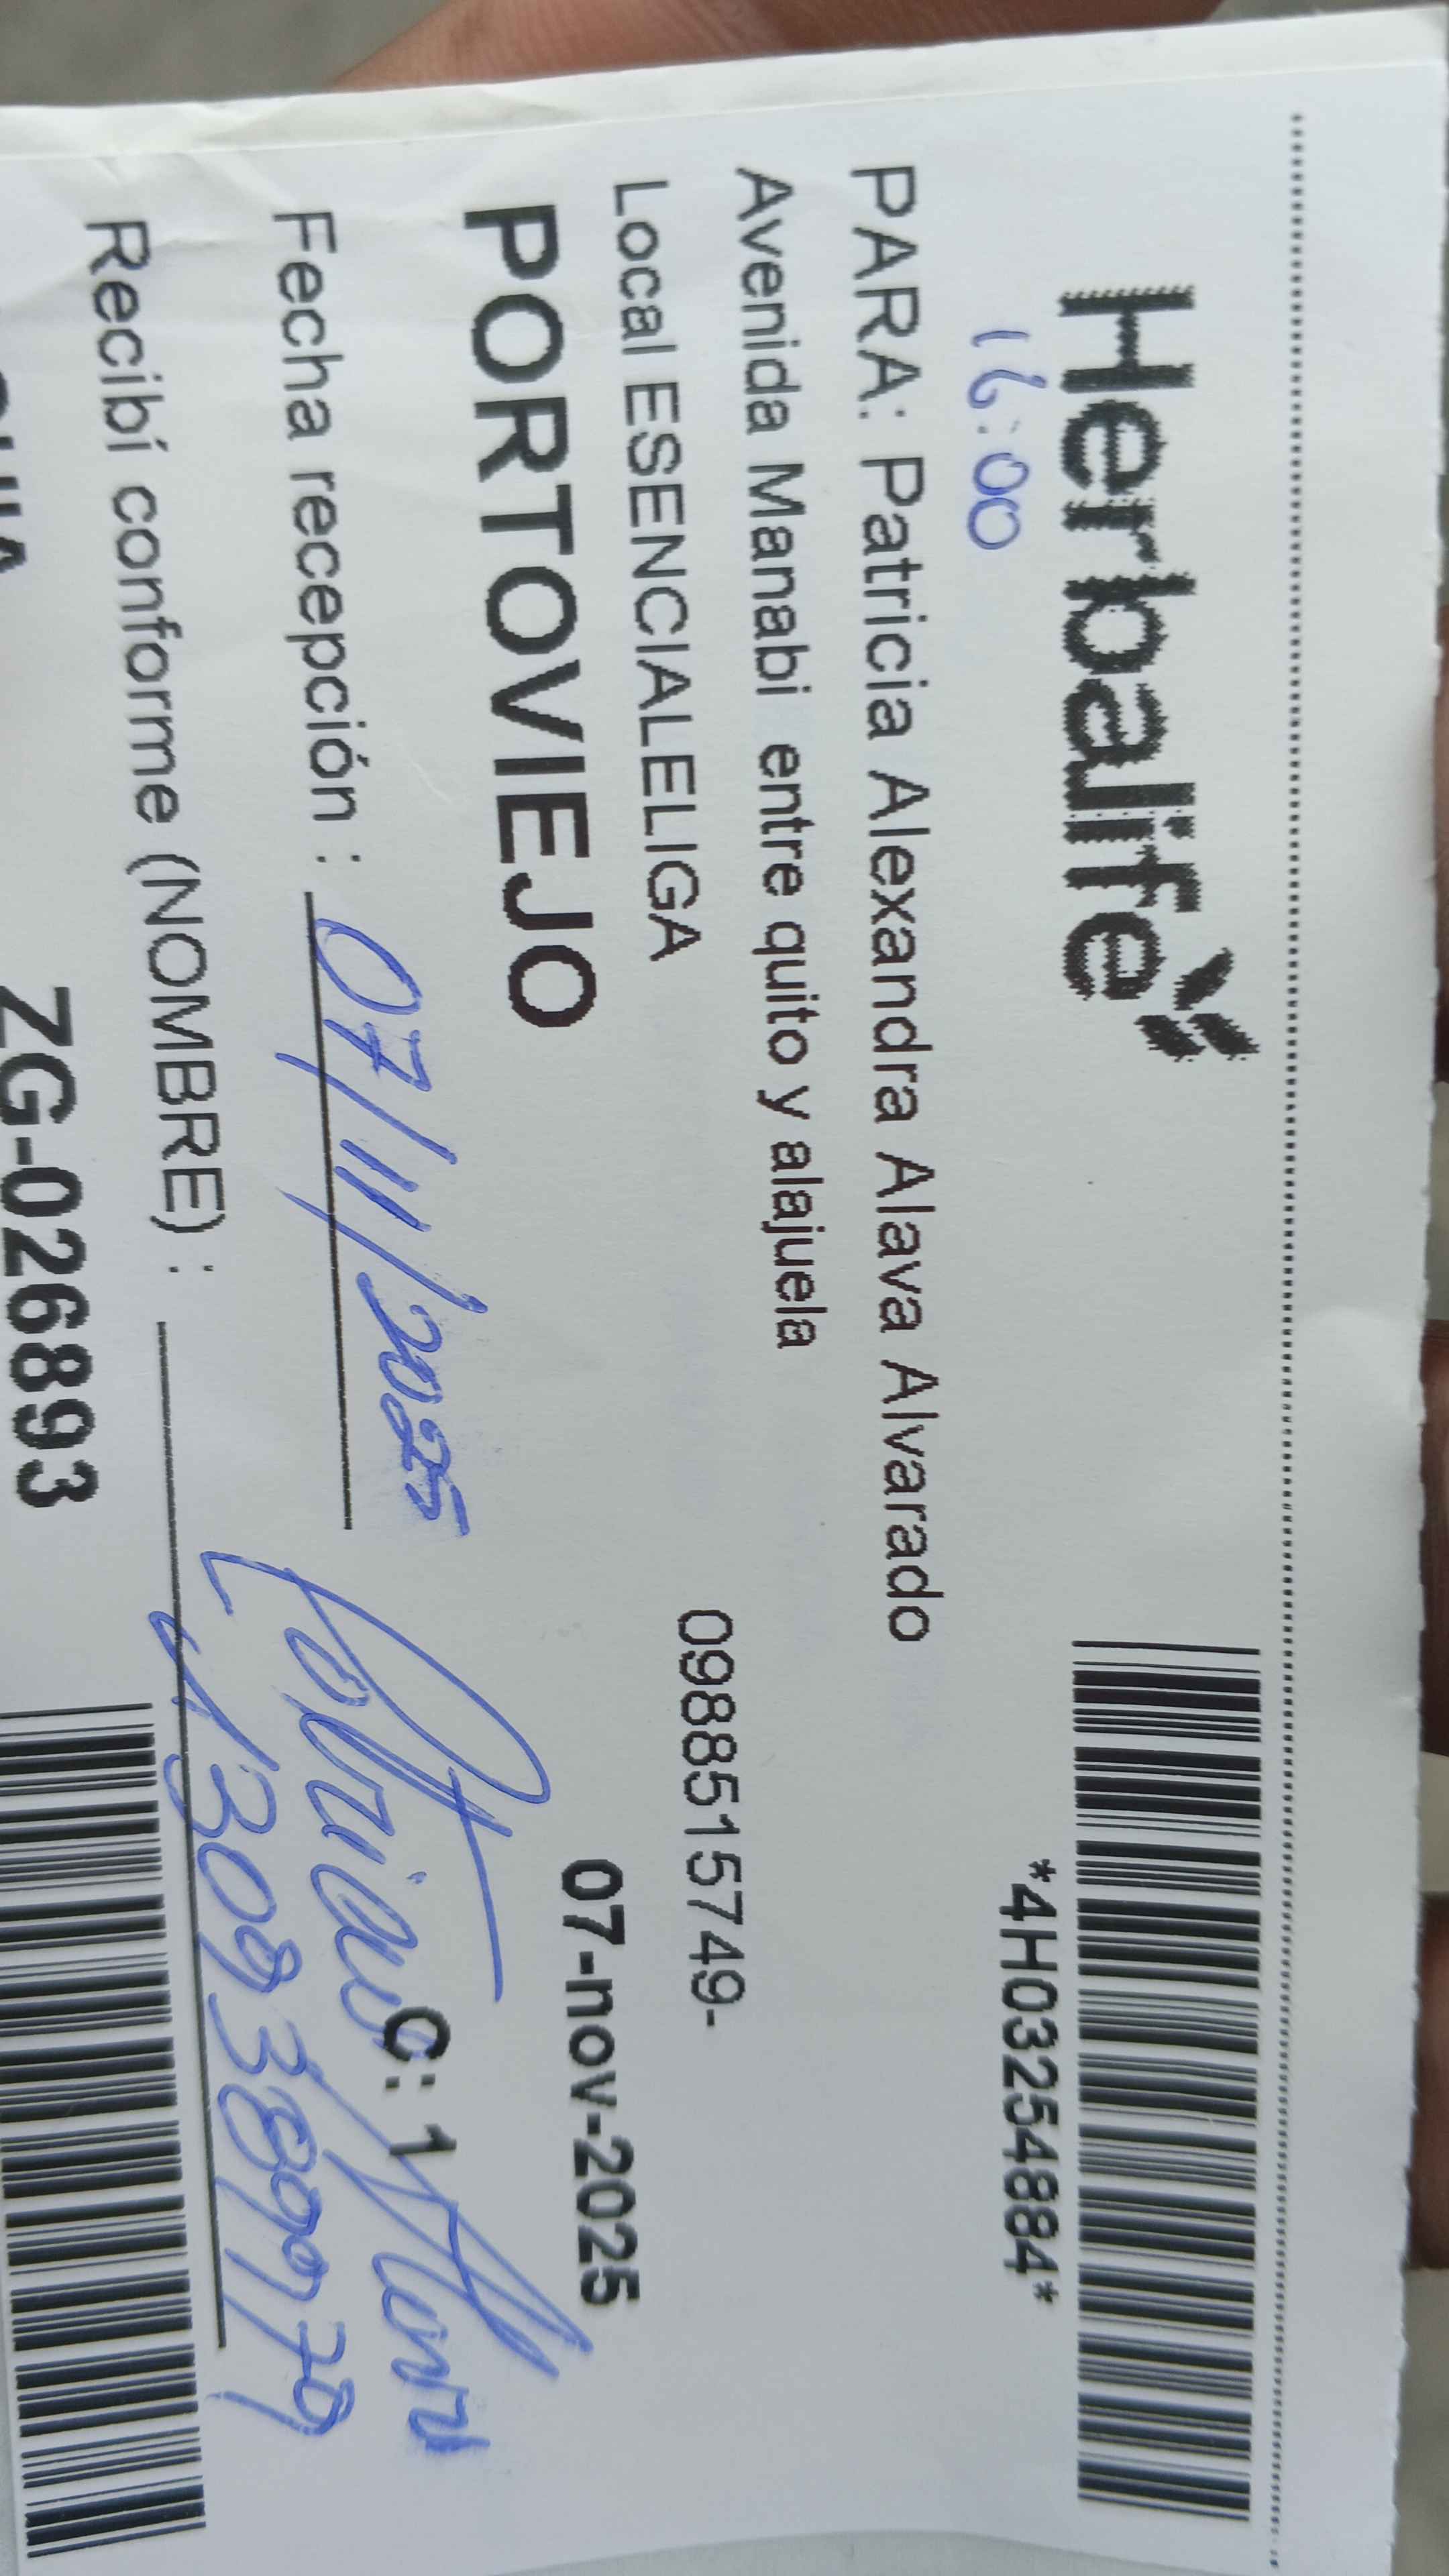 Herbalife
*4H03254884*
16:00
PARA: Patricia Alexandra Alava Alvarado
Avenida Manabi entre quito y alajuela
Local ESENCIALELIGA 0988515749-
PORTOVIEJO 07-nov-2025
Fecha recepción : 07/11/2025
C: 1
Recibí conforme (NOMBRE) : Patricia
ZG-026893